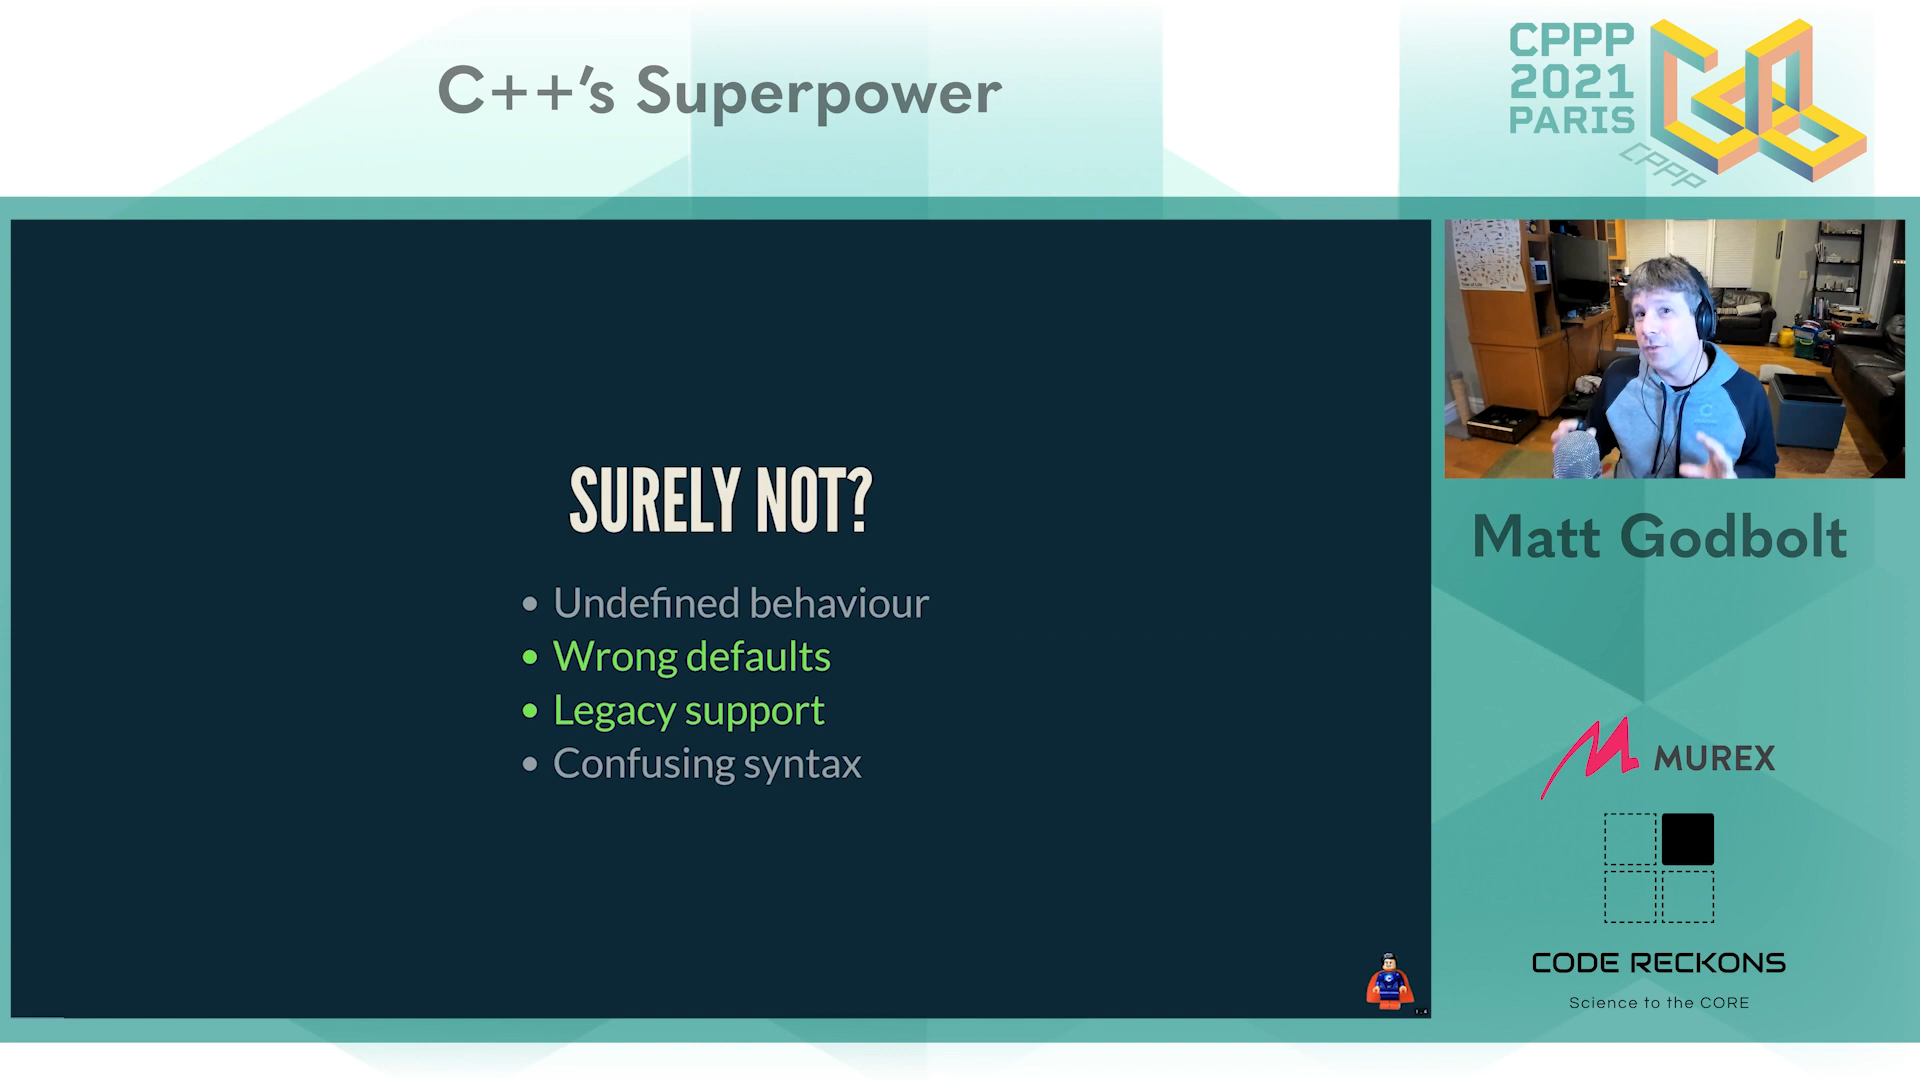 C++'s Superpower
CPPP
2021
PARIS
CPPP
SURELY NOT?
• Undefined behaviour
• Wrong defaults
• Legacy support
• Confusing syntax
Matt Godbolt
MUREX
CODE RECKONS
Science to the CORE